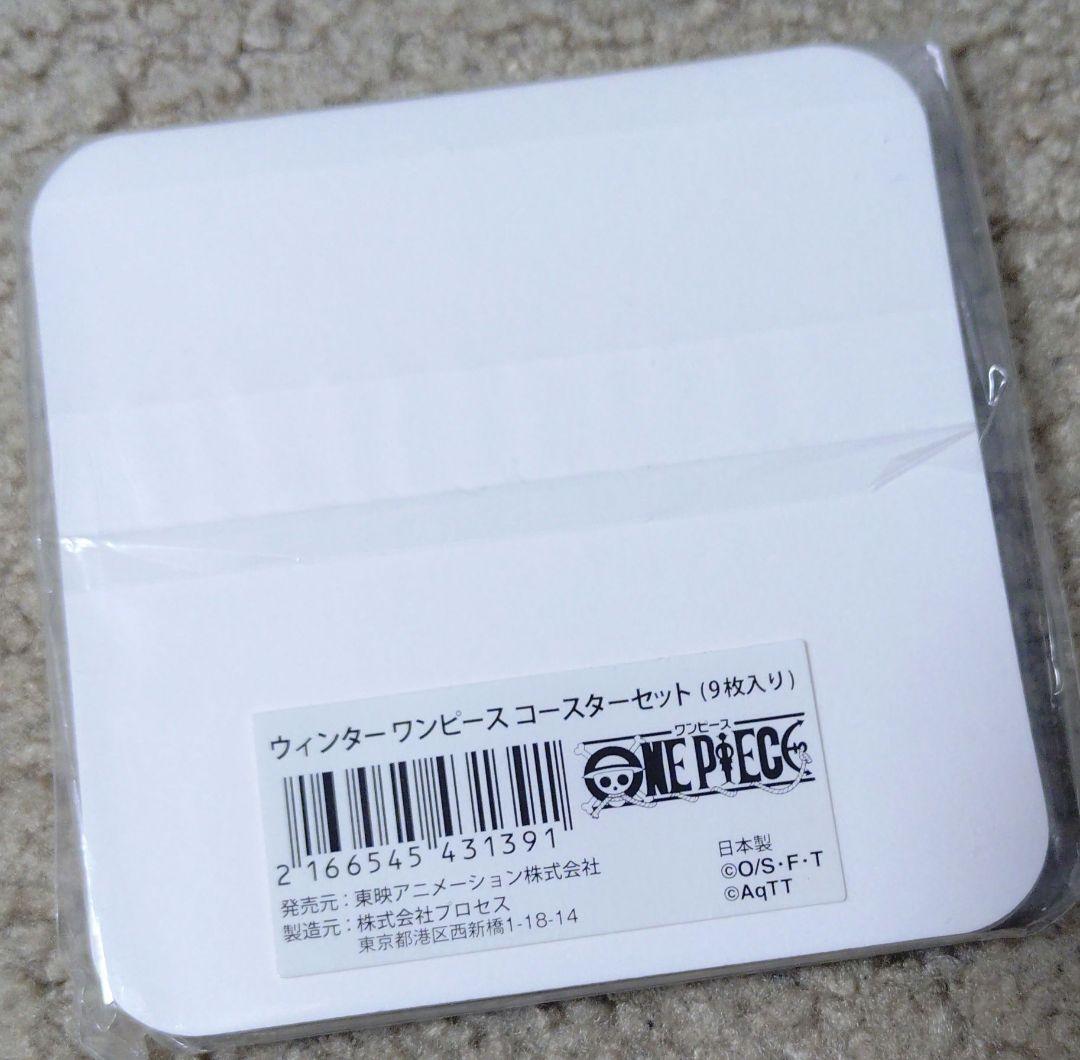 ウィンターワンピース コースターセット (9枚入り)
ワンピース
ONE PIECE
2 166545 431391
発売元：東映アニメーション株式会社
製造元：株式会社プロセス
東京都港区西新橋1-18-14
日本製
©O/S・F・T
©AqTT